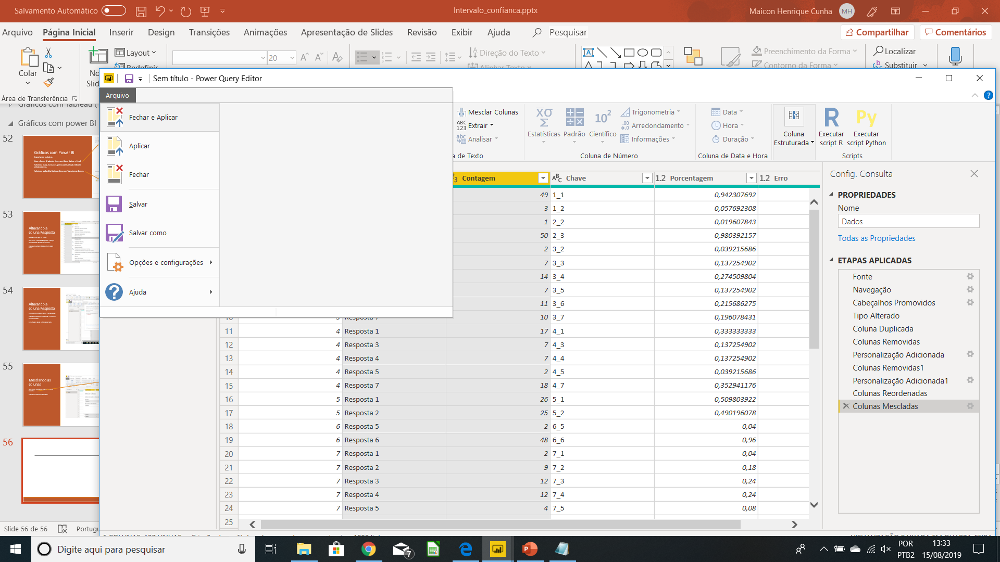 Salvamento Automático
Intervalo_confianca.pptx
Maicon Henrique Cunha
MH
Arquivo
Página Inicial
Inserir
Design
Transições
Animações
Apresentação de Slides
Revisão
Exibir
Ajuda
Pesquisar
Compartilhar
Comentários
Colar
Layout
Redefinir
20
Direção do Texto
Alinhar Texto
Preenchimento da Forma
Contorno da Forma
Localizar
Substituir
Área de Transferência
Gráficos com Tableau (
Gráficos com power BI
52
Gráficos com Power BI
53
Alterando a
coluna Resposta
54
Alterando a
coluna Resposta
55
Mesclando as
colunas
56
Slide 56 de 56
Sem título - Power Query Editor
Arquivo
Fechar e Aplicar
Aplicar
Fechar
Salvar
Salvar como
Opções e configurações
Ajuda
Mesclar Colunas
Extrair
Analisar
a de Texto
Estatísticas
Padrão
Científico
Trigonometria
Arredondamento
Informações
Coluna de Número
Data
Hora
Duração
Coluna de Data e Hora
Coluna
Estruturada
Executar
script R
Executar
script Python
Scripts
Contagem
Chave
1.2 Porcentagem
1.2 Erro
49 1_1 0,942307692
3 1_2 0,057692308
1 2_2 0,019607843
50 2_3 0,980392157
2 3_2 0,039215686
7 3_3 0,137254902
14 3_4 0,274509804
7 3_5 0,137254902
11 3_6 0,215686275
10 3_7 0,196078431
11 4 Resposta 1 17 4_1 0,333333333
12 4 Resposta 3 7 4_3 0,137254902
13 4 Resposta 4 7 4_4 0,137254902
14 4 Resposta 5 2 4_5 0,039215686
15 4 Resposta 7 18 4_7 0,352941176
16 5 Resposta 1 26 5_1 0,509803922
17 5 Resposta 2 25 5_2 0,490196078
18 6 Resposta 5 2 6_5 0,04
19 6 Resposta 6 48 6_6 0,96
20 7 Resposta 1 2 7_1 0,04
21 7 Resposta 2 9 7_2 0,18
22 7 Resposta 3 12 7_3 0,24
23 7 Resposta 4 12 7_4 0,24
24 7 Resposta 5 4 7_5 0,08
25
Config. Consulta
PROPRIEDADES
Nome
Dados
Todas as Propriedades
ETAPAS APLICADAS
Fonte
Navegação
Cabeçalhos Promovidos
Tipo Alterado
Coluna Duplicada
Colunas Removidas
Personalização Adicionada
Colunas Removidas1
Personalização Adicionada1
Colunas Reordenadas
Colunas Mescladas
Digite aqui para pesquisar
7
POR
PTB2
13:33
15/08/2019